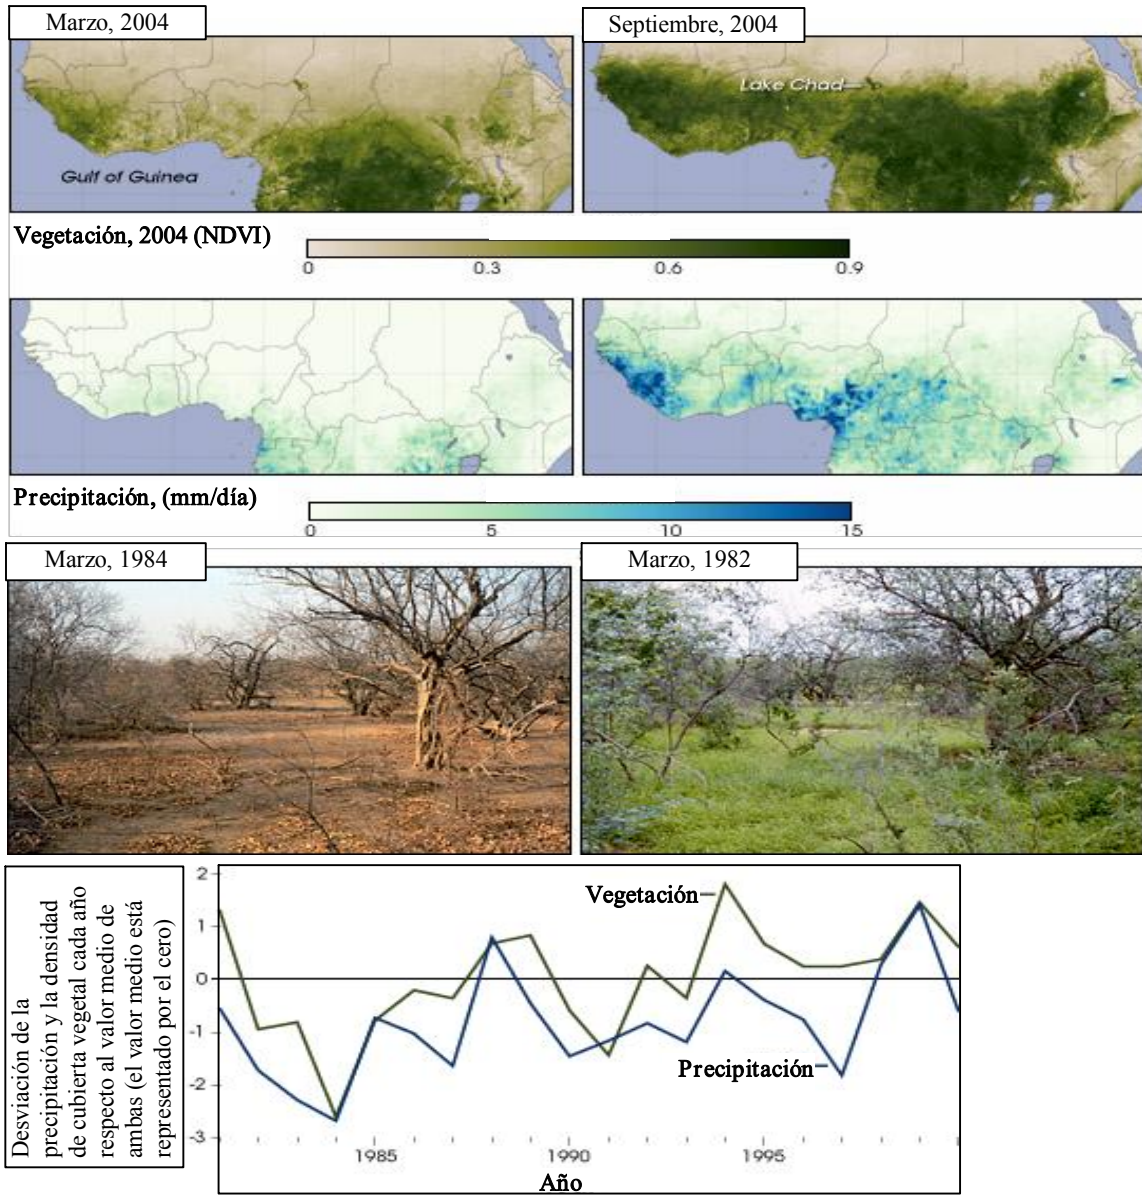 Marzo, 2004
Septiembre, 2004
Lake Chad
Gulf of Guinea
Vegetación, 2004 (NDVI)
0 0.3 0.6 0.9
Precipitación, (mm/día)
0 5 10 15
Marzo, 1984
Marzo, 1982
Desviación de la
precipitación y la densidad
de cubierta vegetal cada año
respecto al valor medio de
ambas (el valor medio está
representado por el cero)
2
1
0
-1
-2
-3
Vegetación
Precipitación
1985 1990 1995
Año